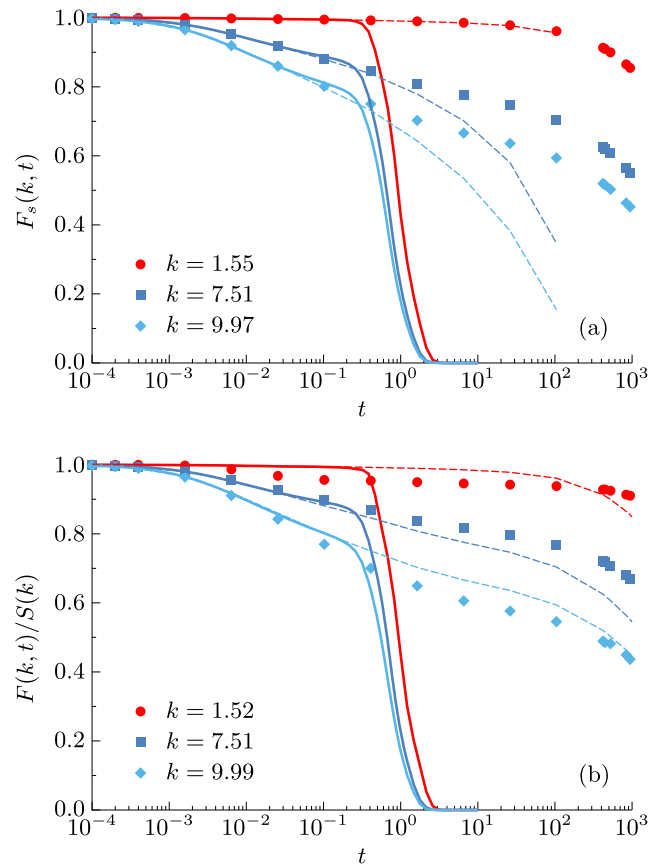 1.0
0.8
0.6
0.4
0.2
0.0
F_s(k, t)
k = 1.55
k = 7.51
k = 9.97
(a)
10^−4 10^−3 10^−2 10^−1 10^0 10^1 10^2 10^3
t
1.0
0.8
0.6
0.4
0.2
0.0
F(k, t)/S(k)
k = 1.52
k = 7.51
k = 9.99
(b)
10^−4 10^−3 10^−2 10^−1 10^0 10^1 10^2 10^3
t